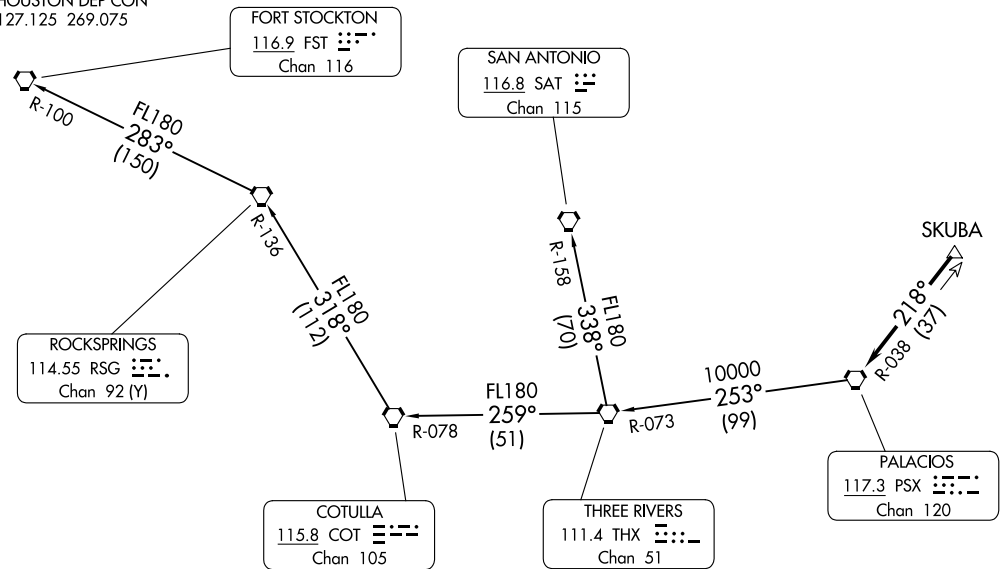 HOUSTON DEP CON
127.125 269.075
FORT STOCKTON
116.9 FST
Chan 116
SAN ANTONIO
116.8 SAT
Chan 115
R-100
FL180
283°
(150)
R-136
FL180
318°
(112)
R-158
FL180
338°
(70)
SKUBA
218°
(37)
R-038
ROCKSPRINGS
114.55 RSG
Chan 92 (Y)
10000
253°
(99)
R-073
FL180
259°
(51)
R-078
PALACIOS
117.3 PSX
Chan 120
COTULLA
115.8 COT
Chan 105
THREE RIVERS
111.4 THX
Chan 51